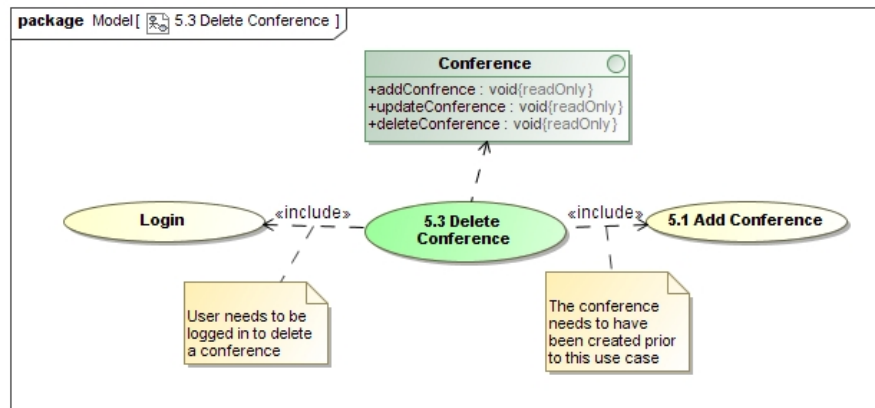 package Model[ 5.3 Delete Conference ]
Conference
+addConfrence : void{readOnly}
+updateConference : void{readOnly}
+deleteConference : void{readOnly}
Login
«include»
5.3 Delete
Conference
«include»
5.1 Add Conference
User needs to be
logged in to delete
a conference
The conference
needs to have
been created prior
to this use case